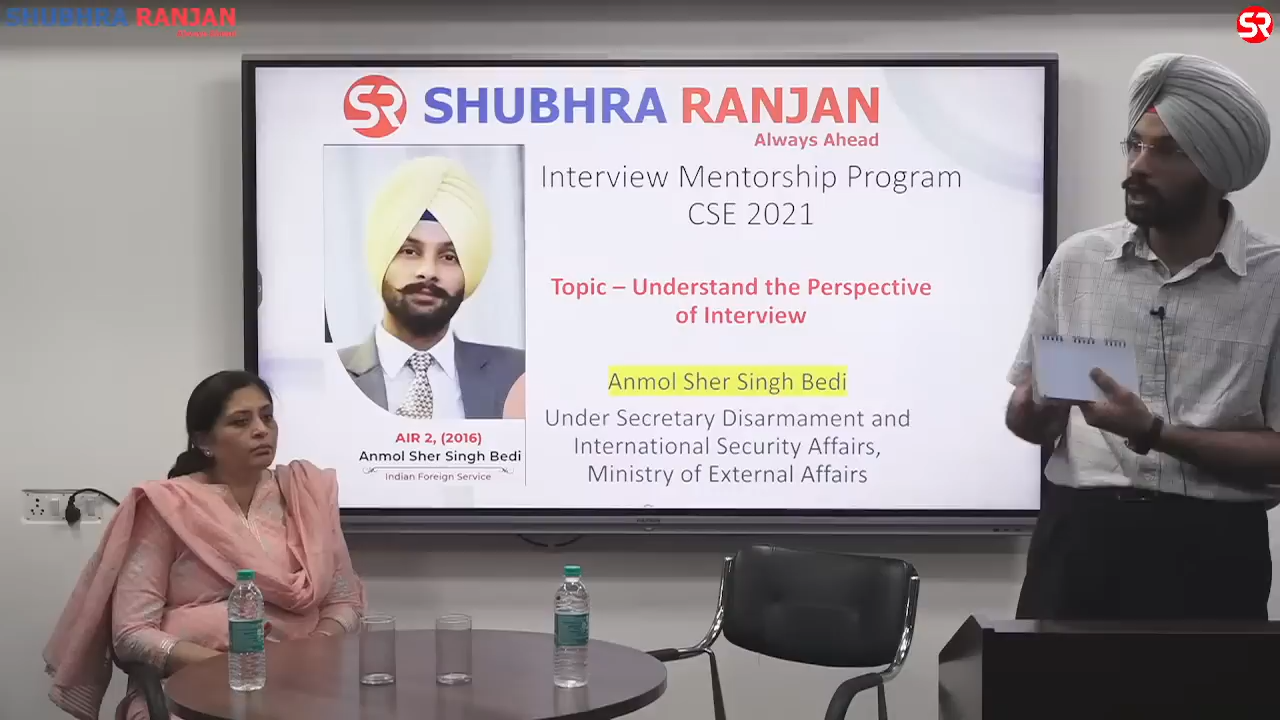 SHUBHRA RANJAN
SR
SR SHUBHRA RANJAN
Always Ahead
Interview Mentorship Program
CSE 2021
Topic – Understand the Perspective
of Interview
Anmol Sher Singh Bedi
Under Secretary Disarmament and
International Security Affairs,
Ministry of External Affairs
AIR 2, (2016)
Anmol Sher Singh Bedi
Indian Foreign Service